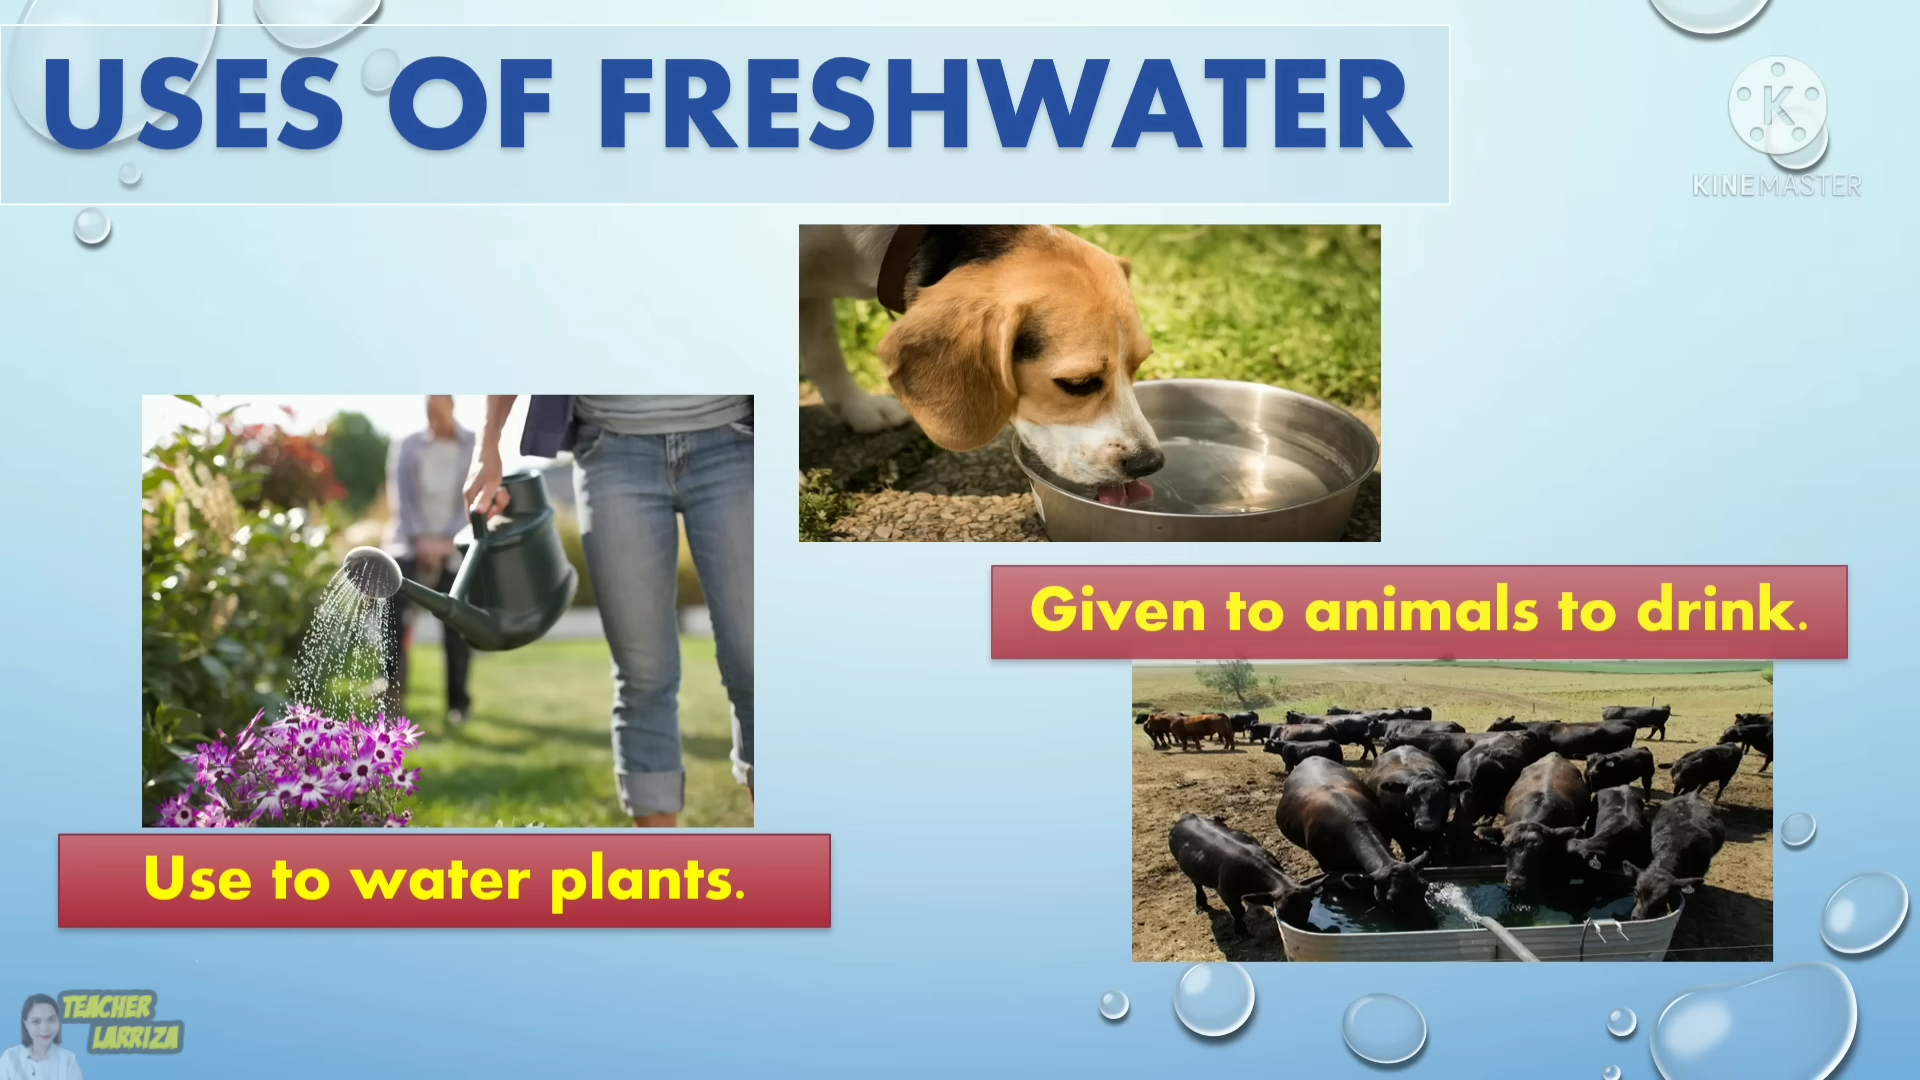 USES OF FRESHWATER
K
KINEMASTER
Given to animals to drink.
Use to water plants.
TEACHER
LARRIZA